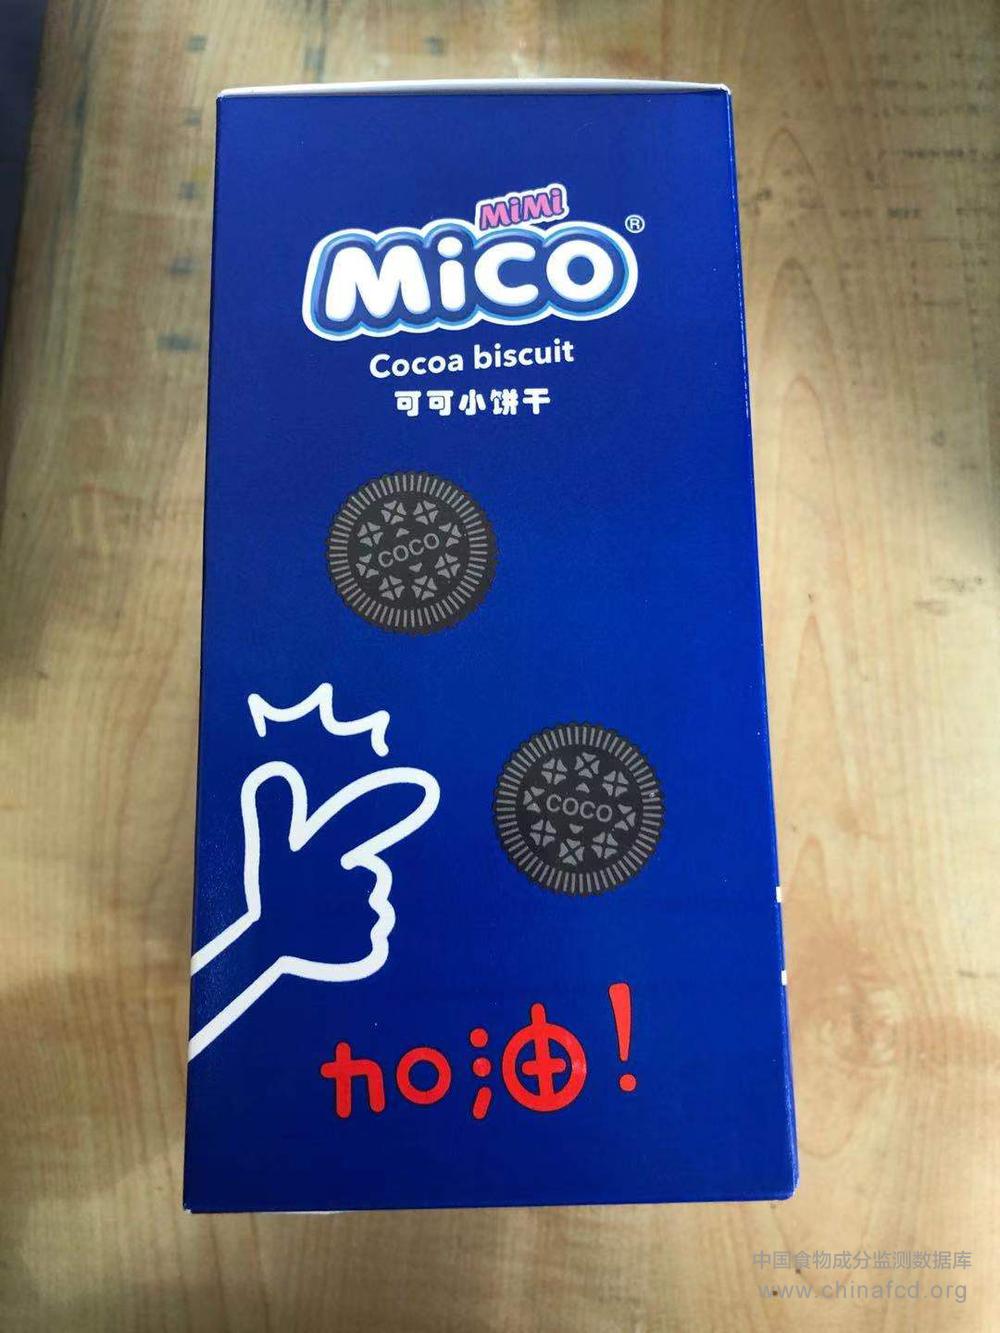 MiMi
Mico®
Cocoa biscuit
可可小饼干
COCO
COCO
加油！
中国食物成分监测数据库
www.chinafcd.org